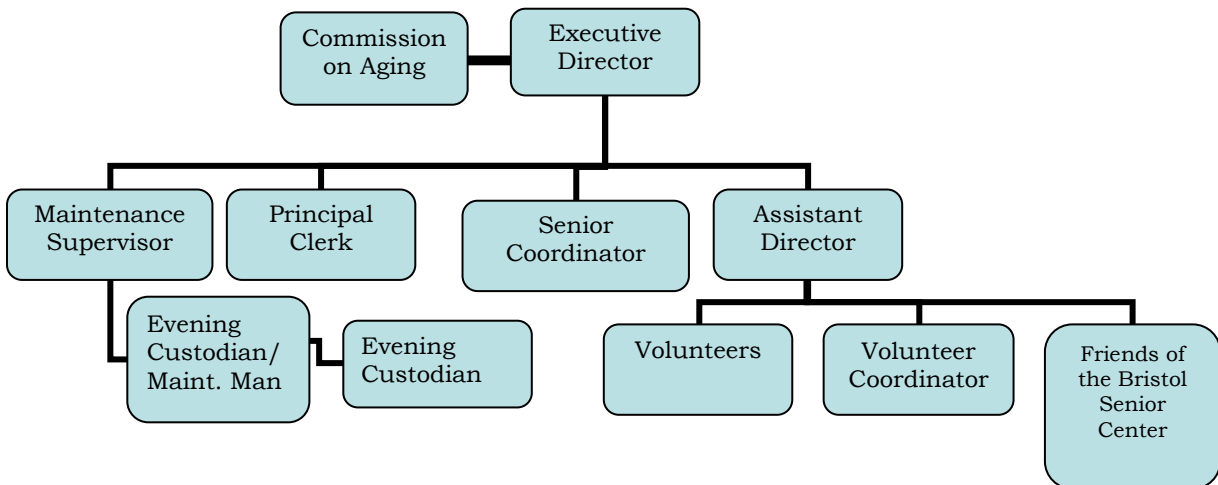 Commission
on Aging
Executive
Director
Maintenance
Supervisor
Principal
Clerk
Senior
Coordinator
Assistant
Director
Evening
Custodian/
Maint. Man
Evening
Custodian
Volunteers
Volunteer
Coordinator
Friends of
the Bristol
Senior
Center